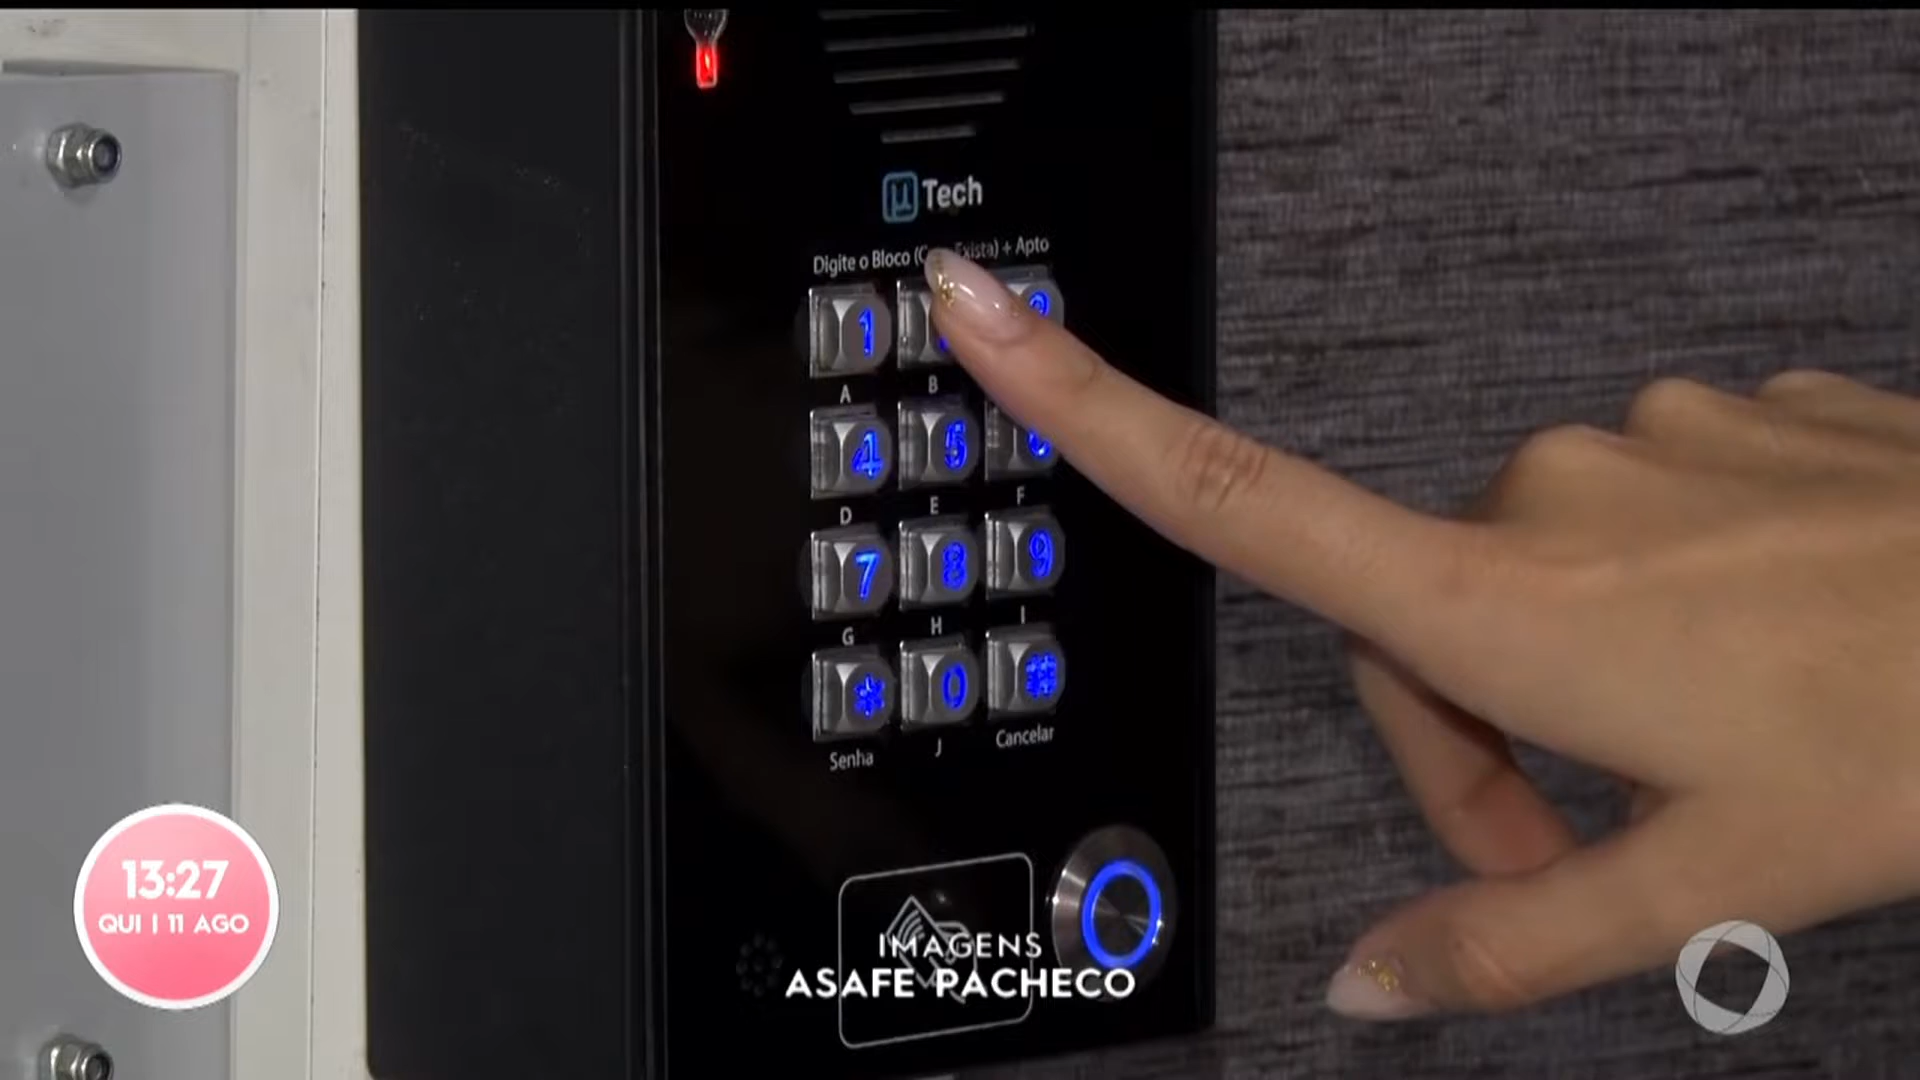 µ Tech
Digite o Bloco (Caso Exista) + Apto
1
A B
4 5
D E F
7 8 9
G H I
* 0 #
Senha J Cancelar
13:27
QUI | 11 AGO
IMAGENS
ASAFE PACHECO